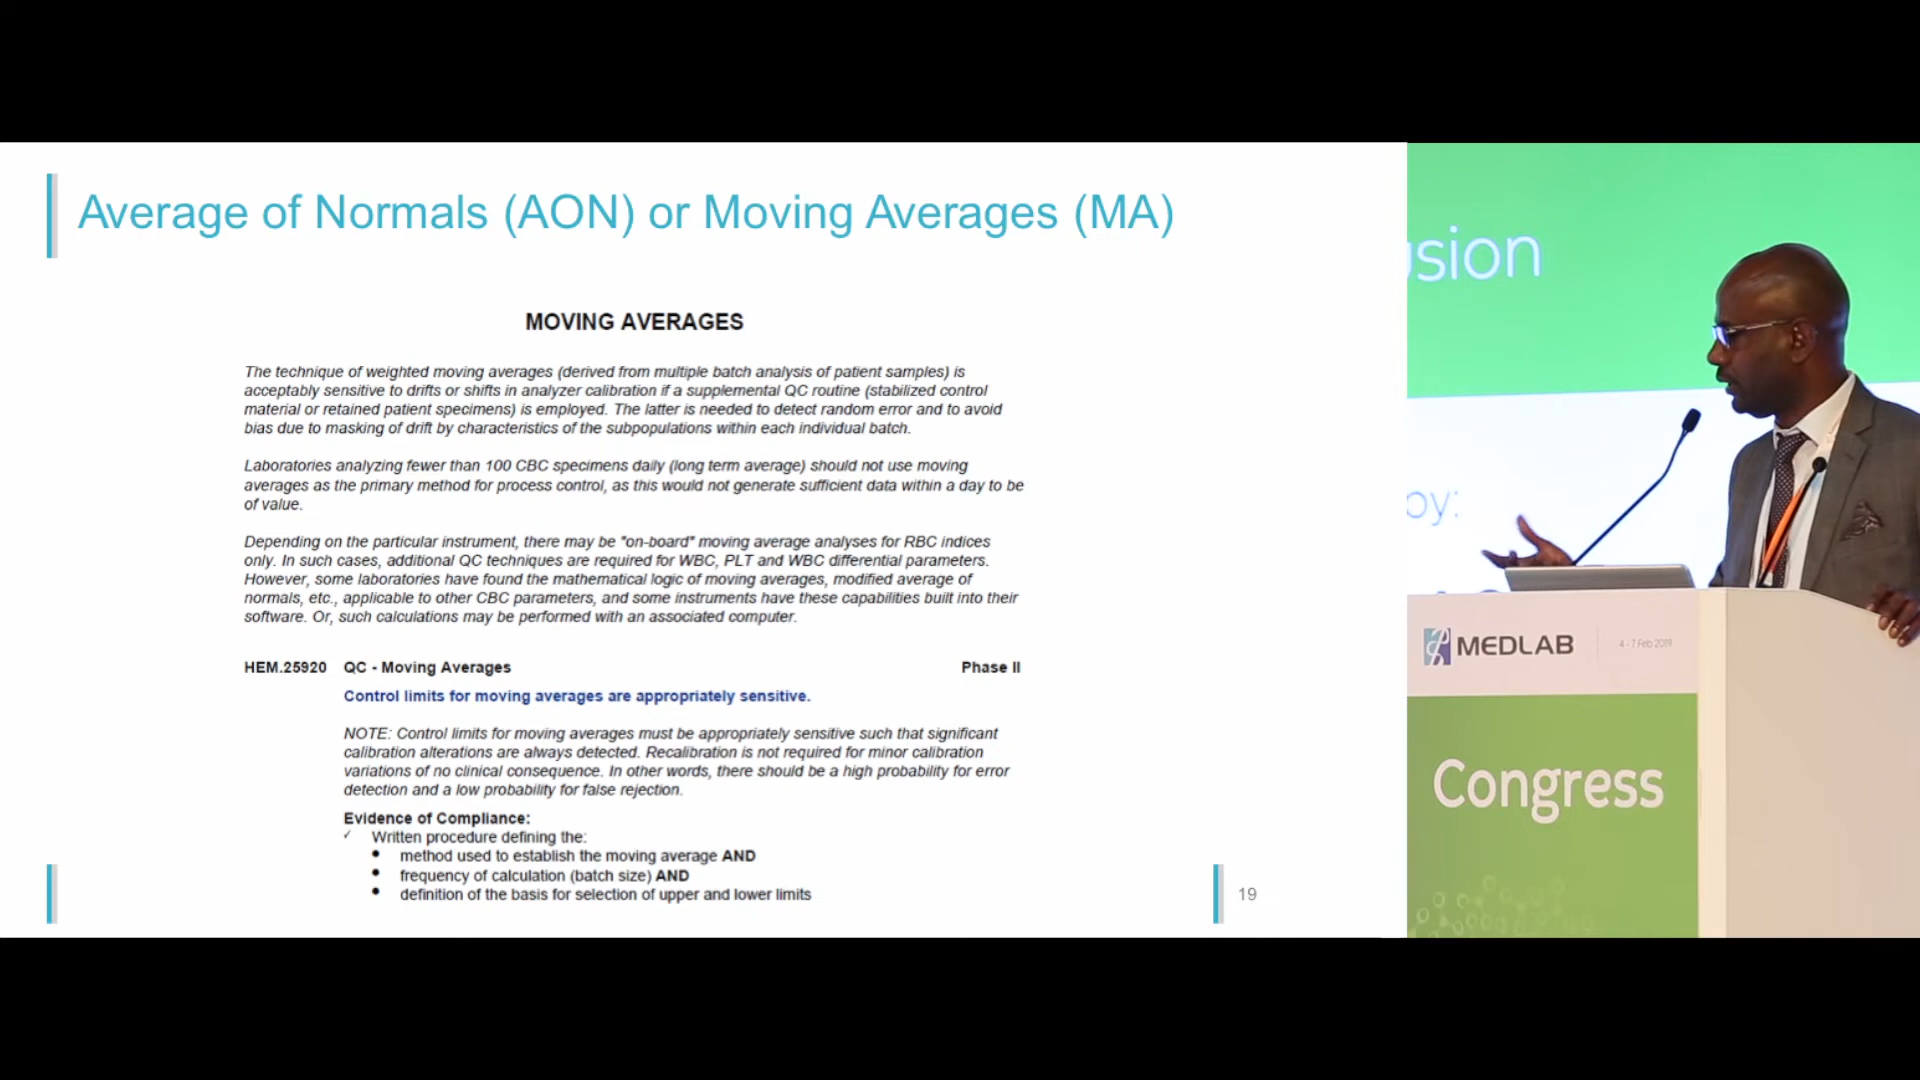 Average of Normals (AON) or Moving Averages (MA)
MOVING AVERAGES
The technique of weighted moving averages (derived from multiple batch analysis of patient samples) is
acceptably sensitive to drifts or shifts in analyzer calibration if a supplemental QC routine (stabilized control
material or retained patient specimens) is employed. The latter is needed to detect random error and to avoid
bias due to masking of drift by characteristics of the subpopulations within each individual batch.
Laboratories analyzing fewer than 100 CBC specimens daily (long term average) should not use moving
averages as the primary method for process control, as this would not generate sufficient data within a day to be
of value.
Depending on the particular instrument, there may be "on-board" moving average analyses for RBC indices
only. In such cases, additional QC techniques are required for WBC, PLT and WBC differential parameters.
However, some laboratories have found the mathematical logic of moving averages, modified average of
normals, etc., applicable to other CBC parameters, and some instruments have these capabilities built into their
software. Or, such calculations may be performed with an associated computer.
HEM.25920 QC - Moving Averages Phase II
Control limits for moving averages are appropriately sensitive.
NOTE: Control limits for moving averages must be appropriately sensitive such that significant
calibration alterations are always detected. Recalibration is not required for minor calibration
variations of no clinical consequence. In other words, there should be a high probability for error
detection and a low probability for false rejection.
Evidence of Compliance:
✓ Written procedure defining the:
• method used to establish the moving average AND
• frequency of calculation (batch size) AND
• definition of the basis for selection of upper and lower limits
19
sion
by:
MEDLAB
4 - 7 Feb 2019
Congress